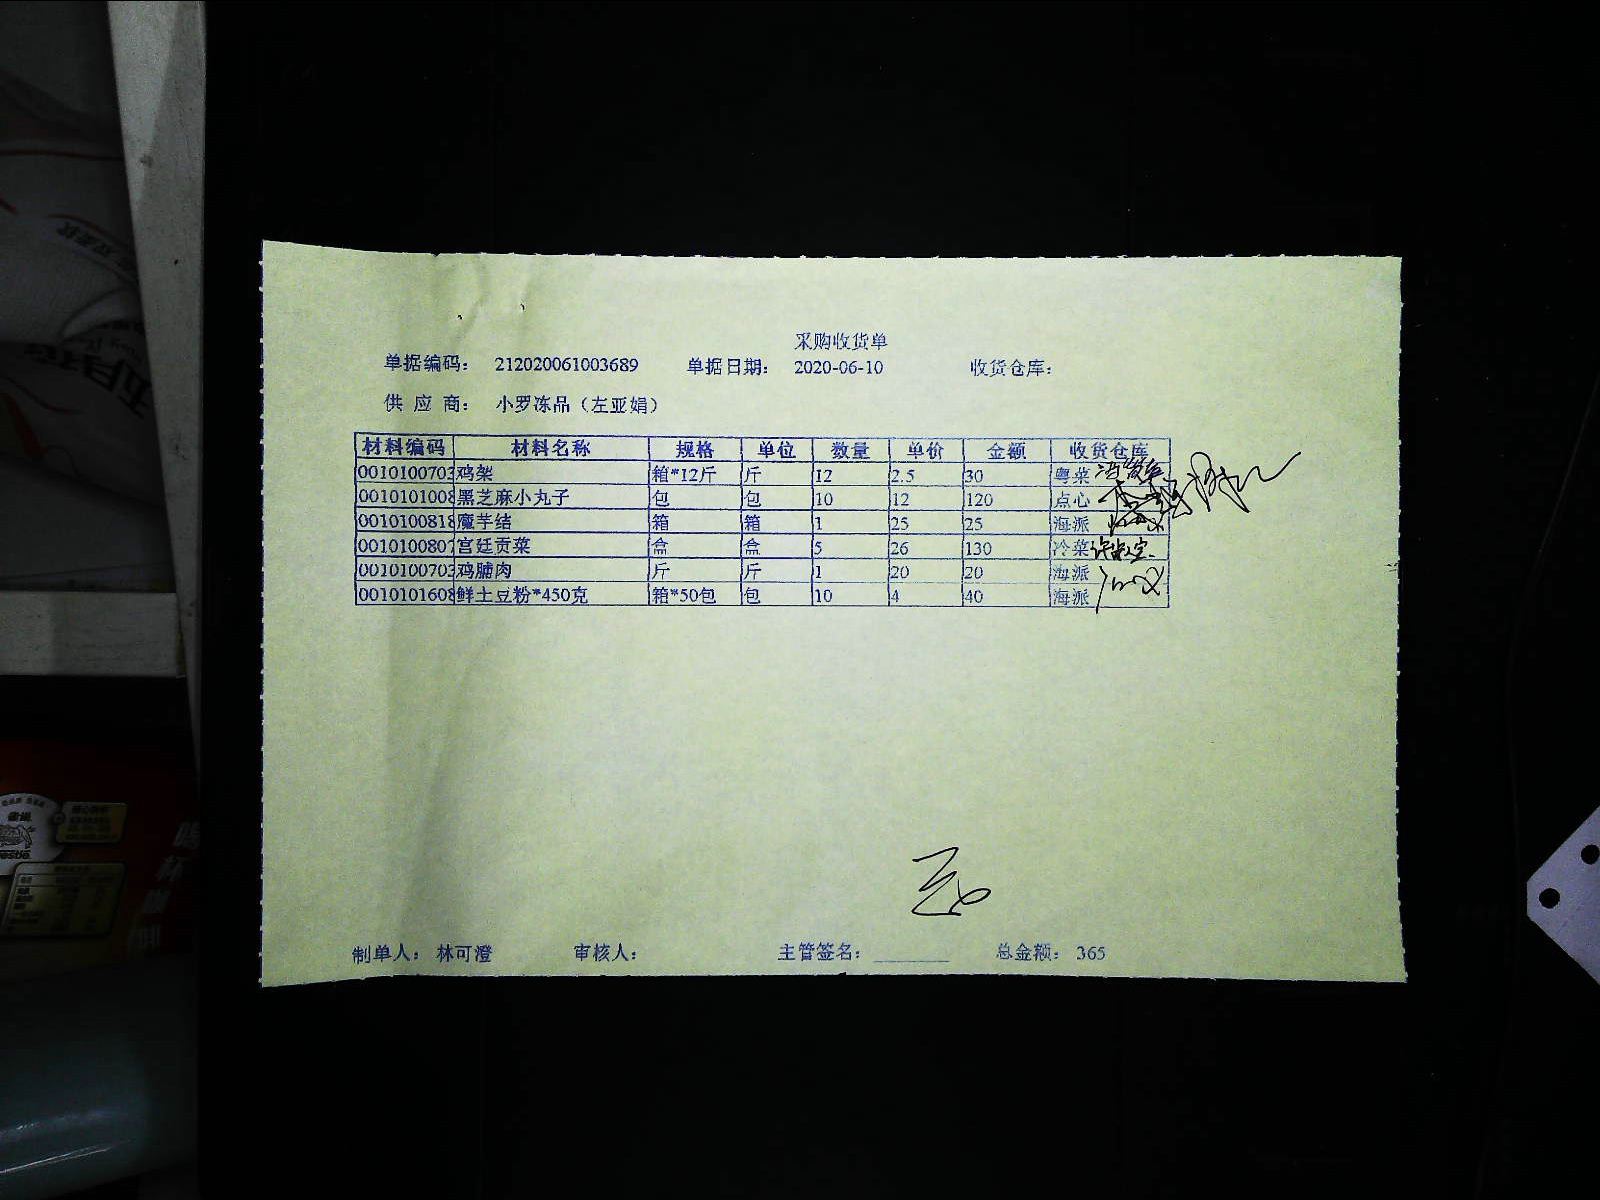 采购收货单
单据编码： 212020061003689 单据日期： 2020-06-10 收货仓库：
供 应 商： 小罗冻品（左亚娟）
材料编码 材料名称 规格 单位 数量 单价 金额 收货仓库
0010100703 鸡架 箱*12斤 斤 12 2.5 30 粤菜
0010101008 黑芝麻小丸子 包 包 10 12 120 点心
0010100818 魔芋结 箱 箱 1 25 25 海派
0010100807 宫廷贡菜 盒 盒 5 26 130 冷菜
0010100703 鸡脯肉 斤 斤 1 20 20 海派
0010101608 鲜土豆粉*450克 箱*50包 包 10 4 40 海派
制单人： 林可澄 审核人： 主管签名： 总金额： 365